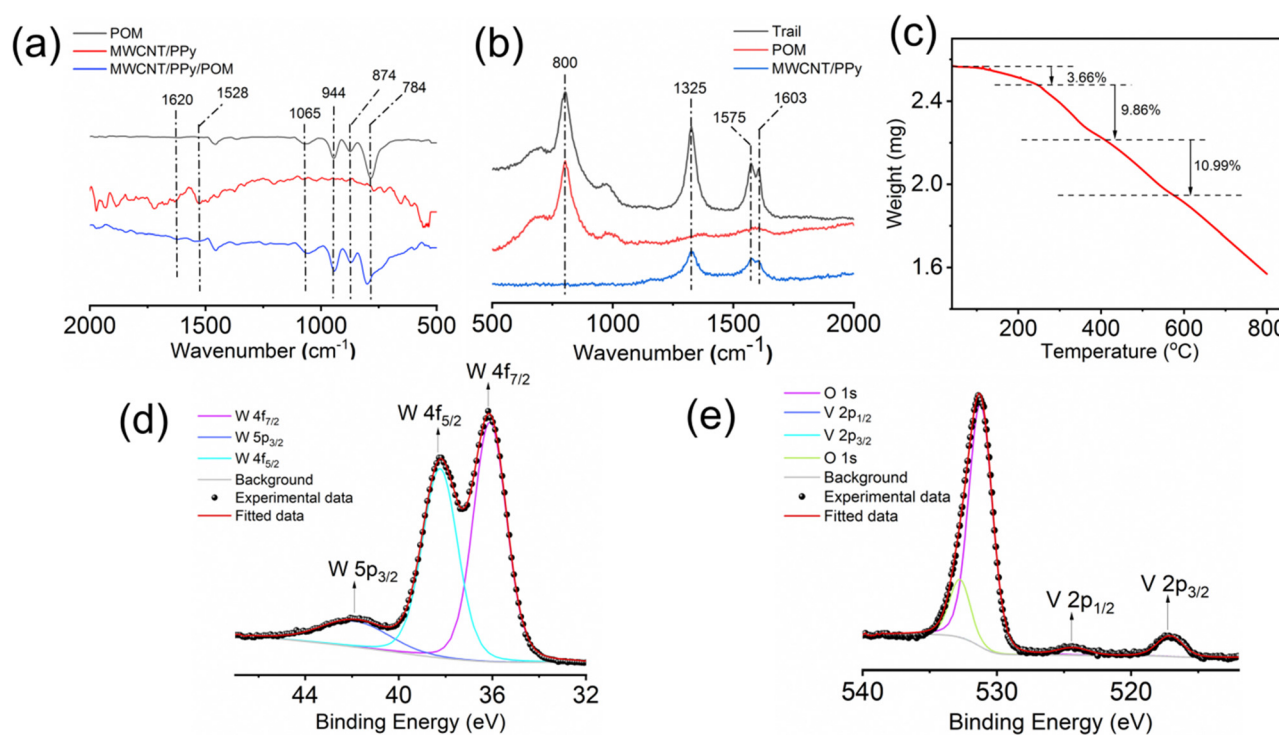 (a)
POM
MWCNT/PPy
MWCNT/PPy/POM
1620
1528
1065
944
874
784
2000
1500
1000
500
Wavenumber (cm⁻¹)
(b)
Trail
POM
MWCNT/PPy
800
1325
1575
1603
500
1000
1500
2000
Wavenumber (cm⁻¹)
(c)
3.66%
9.86%
10.99%
2.4
2.0
1.6
Weight (mg)
200
400
600
800
Temperature (°C)
(d)
W 4f₇/₂
W 5p₃/₂
W 4f₅/₂
Background
Experimental data
Fitted data
W 5p₃/₂
W 4f₅/₂
W 4f₇/₂
44
40
36
32
Binding Energy (eV)
(e)
O 1s
V 2p₁/₂
V 2p₃/₂
O 1s
Background
Experimental data
Fitted data
V 2p₁/₂
V 2p₃/₂
540
530
520
Binding Energy (eV)